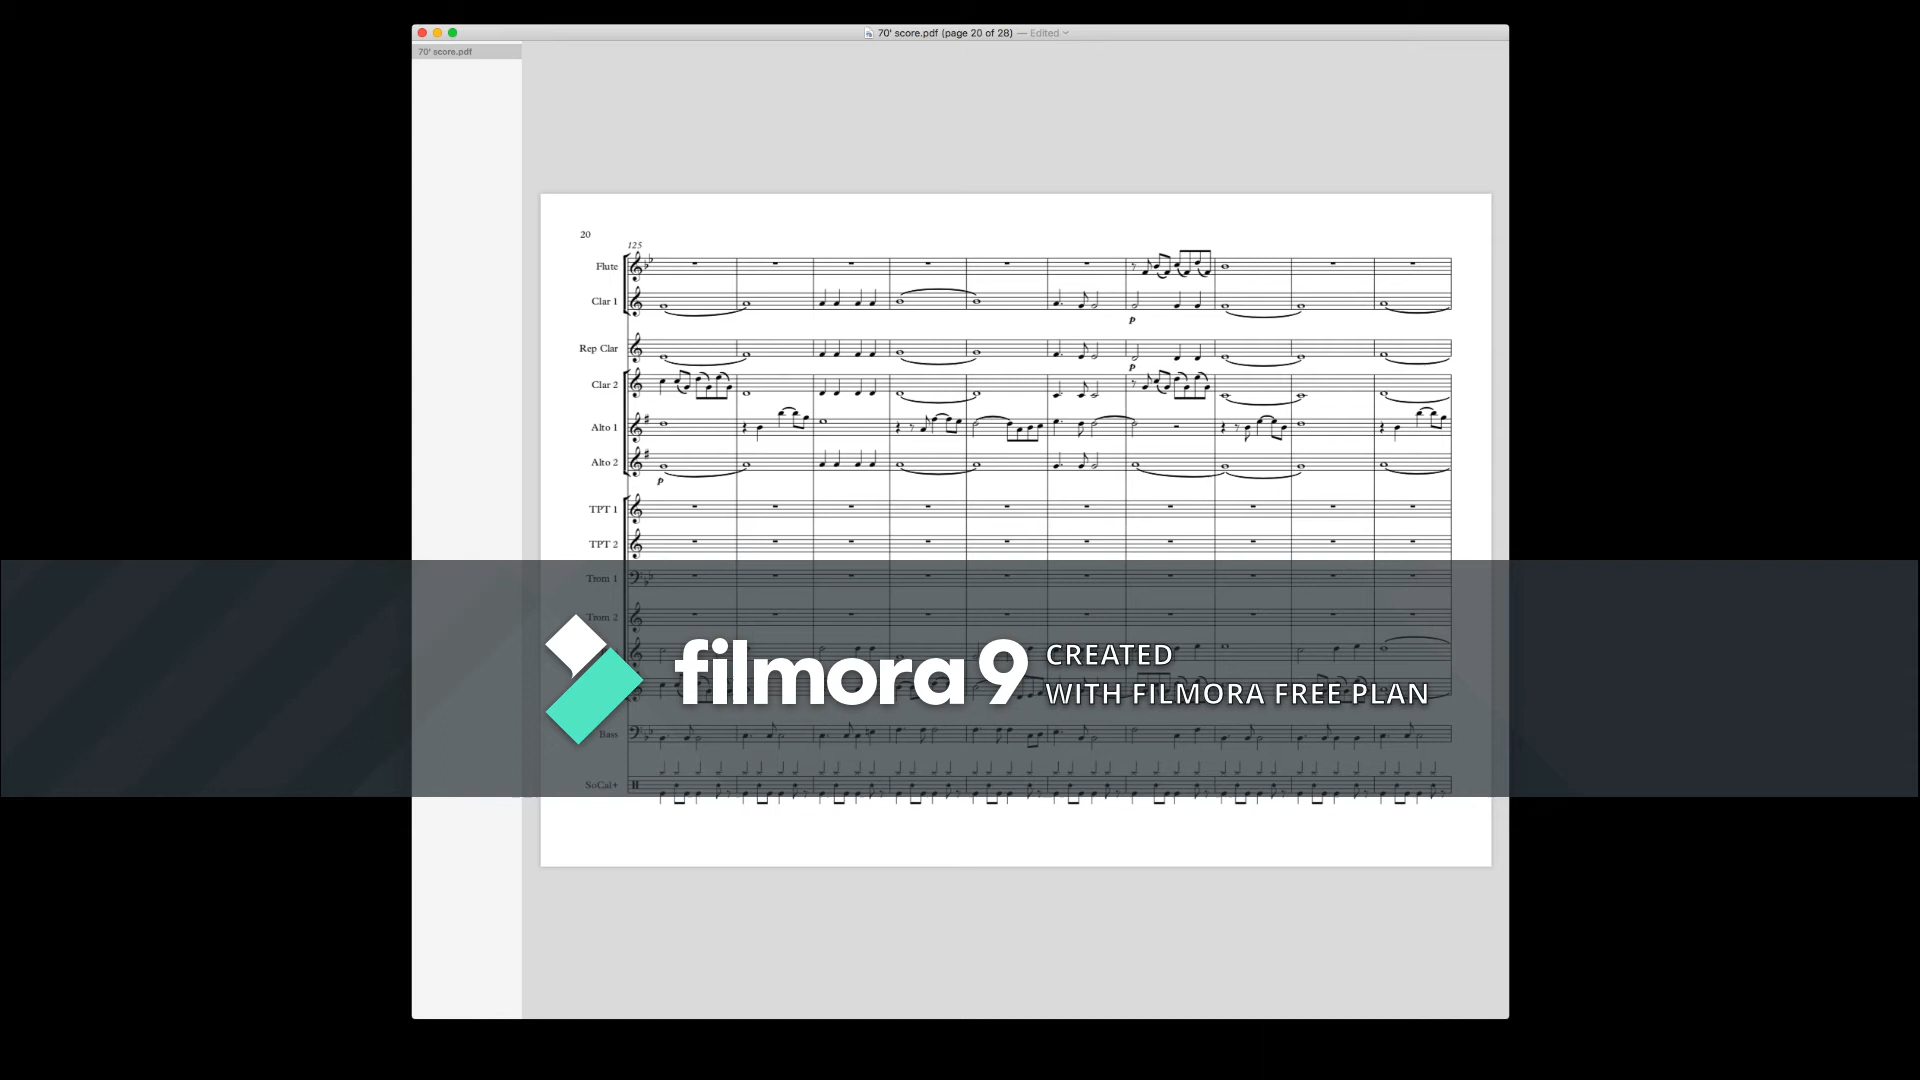 70' score.pdf (page 20 of 28) — Edited
70' score.pdf
20
125
Flute
Clar 1
p
Rep Clar
p
Clar 2
Alto 1
Alto 2
p
TPT 1
TPT 2
Trom 1
Trom 2
filmora9 CREATED
WITH FILMORA FREE PLAN
Bass
SoCal+